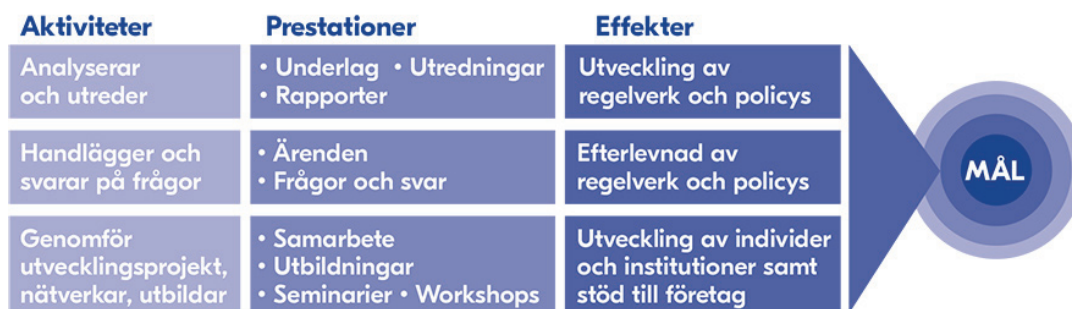 Aktiviteter
Prestationer
Effekter
Analyserar
och utreder
• Underlag • Utredningar
• Rapporter
Utveckling av
regelverk och policys
Handlägger och
svarar på frågor
• Ärenden
• Frågor och svar
Efterlevnad av
regelverk och policys
Genomför
utvecklingsprojekt,
nätverkar, utbildar
• Samarbete
• Utbildningar
• Seminarier • Workshops
Utveckling av individer
och institutioner samt
stöd till företag
MÅL